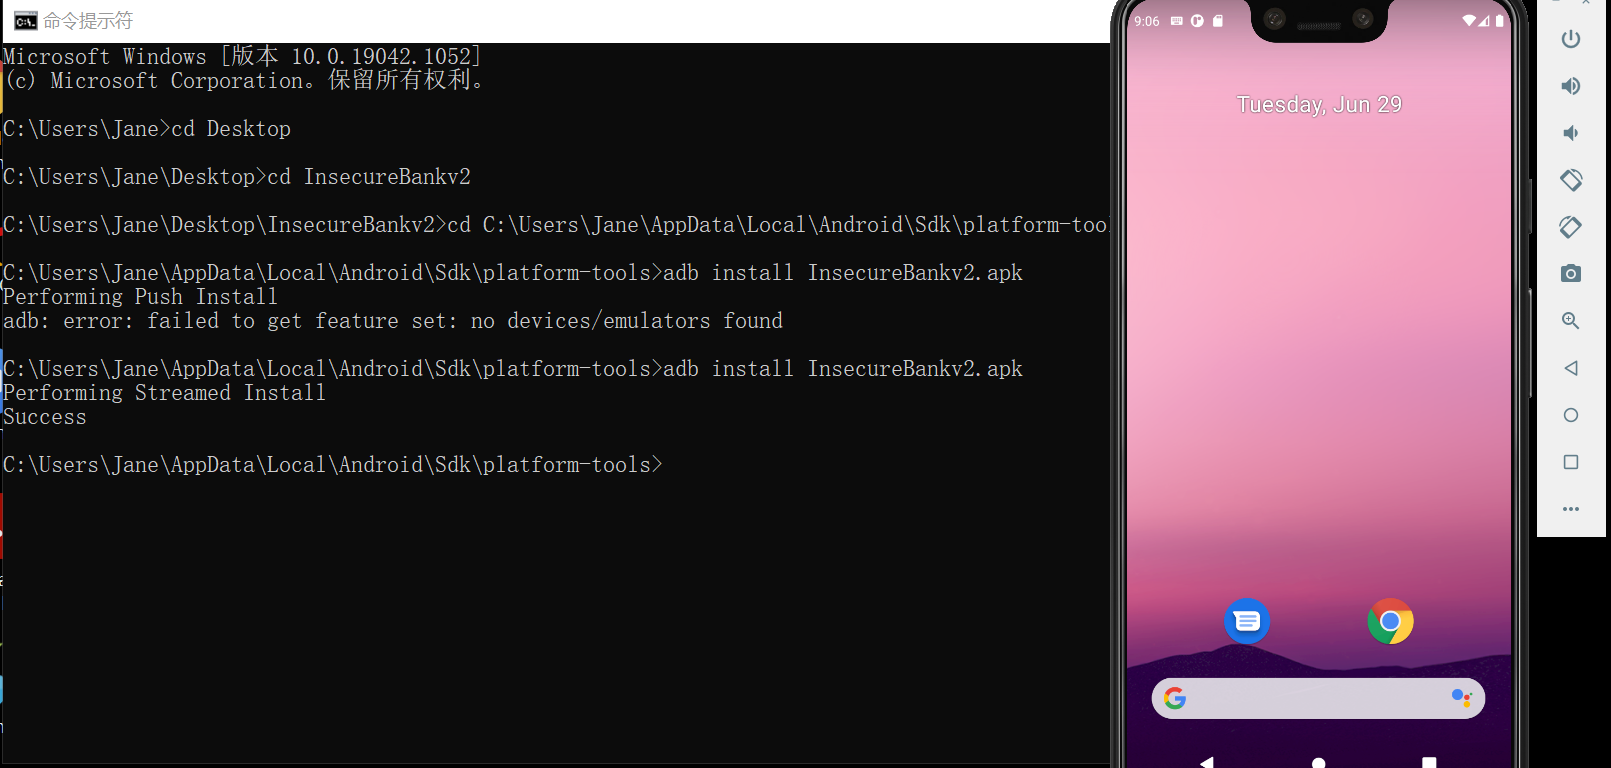 命令提示符
Microsoft Windows [版本 10.0.19042.1052]
(c) Microsoft Corporation。保留所有权利。
C:\Users\Jane>cd Desktop
C:\Users\Jane\Desktop>cd InsecureBankv2
C:\Users\Jane\Desktop\InsecureBankv2>cd C:\Users\Jane\AppData\Local\Android\Sdk\platform-tool
C:\Users\Jane\AppData\Local\Android\Sdk\platform-tools>adb install InsecureBankv2.apk
Performing Push Install
adb: error: failed to get feature set: no devices/emulators found
C:\Users\Jane\AppData\Local\Android\Sdk\platform-tools>adb install InsecureBankv2.apk
Performing Streamed Install
Success
C:\Users\Jane\AppData\Local\Android\Sdk\platform-tools>
9:06
Tuesday, Jun 29